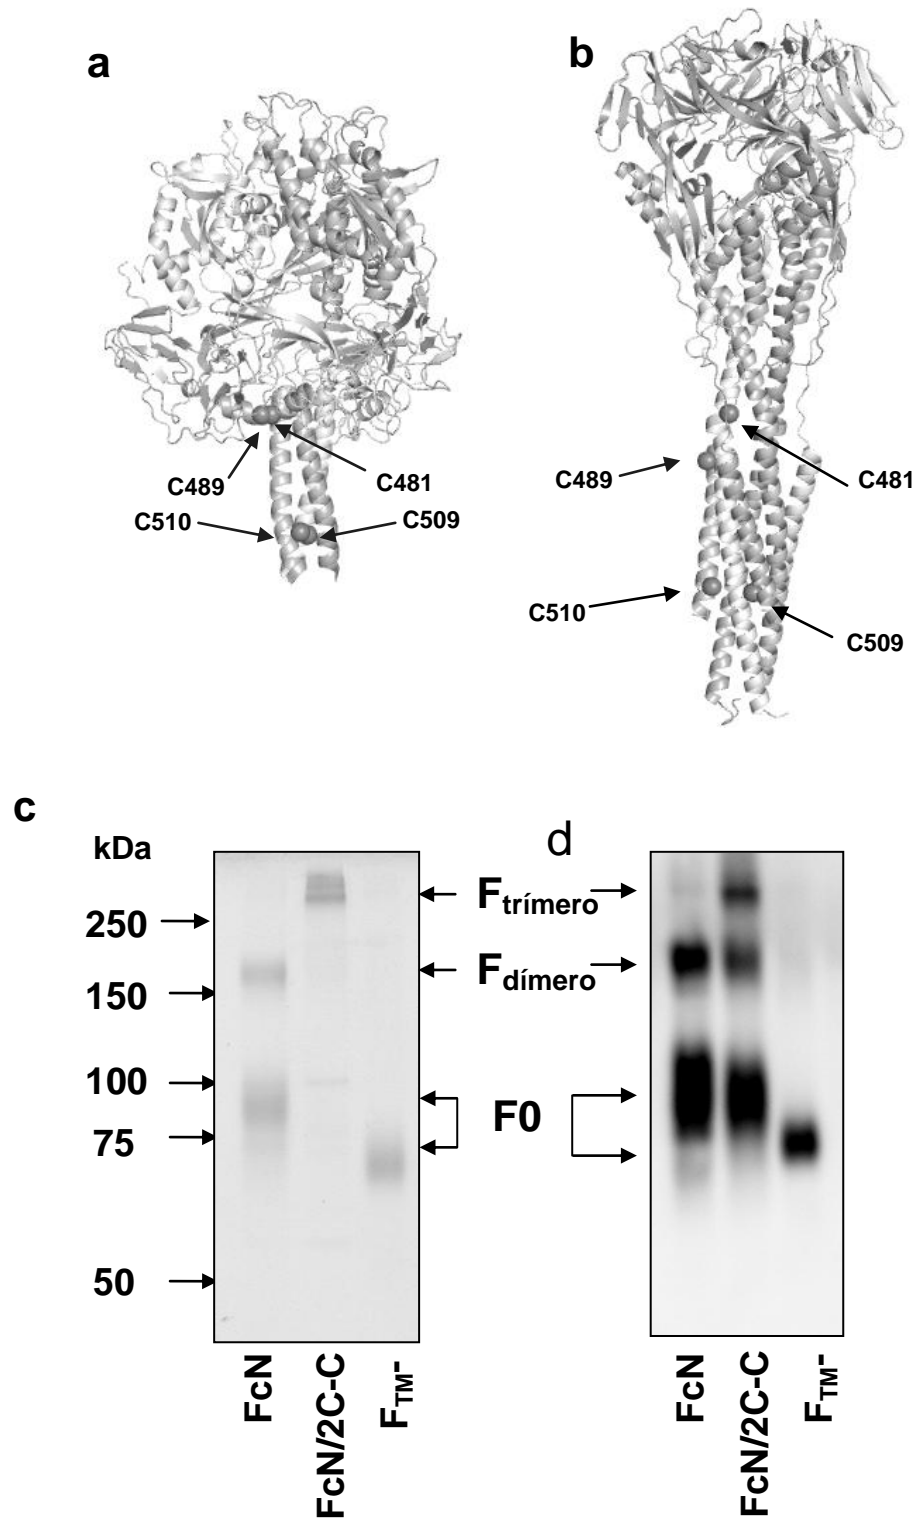 a
b
C489
C481
C510
C509
C489
C481
C510
C509
c
d
kDa
250
150
100
75
50
Ftrímero
Fdímero
F0
FcN
FcN/2C-C
FTM-
FcN
FcN/2C-C
FTM-